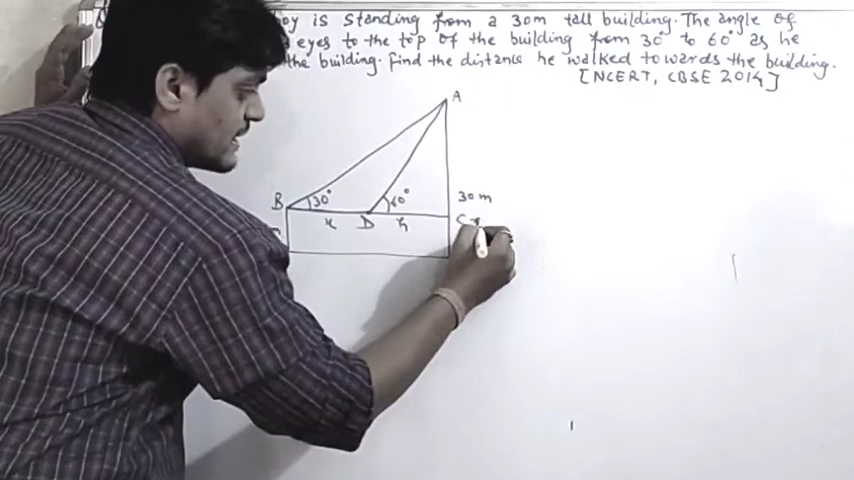 oy is standing from a 30m tall building. The angle of
eyes to the top of the building from 30° to 60° as he
the building. find the distance he walked towards the building.
[NCERT, CBSE 2014]
A
30 m
B 30° 60°
x D h C